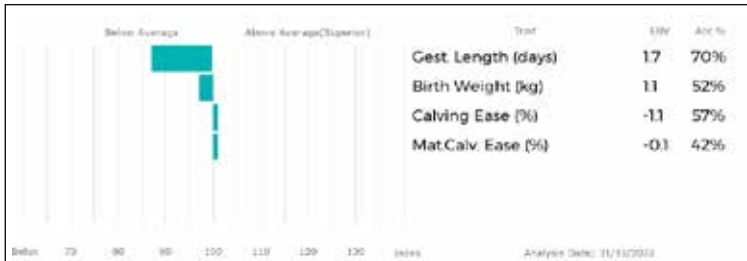 Below Average Above Average(Superior) Trait EBV Acc %
Gest. Length (days) 1.7 70%
Birth Weight (kg) 1.1 52%
Calving Ease (%) -1.1 57%
Mat.Calv. Ease (%) -0.1 42%
Below 70 80 90 100 110 120 130 Index Analysis Date: